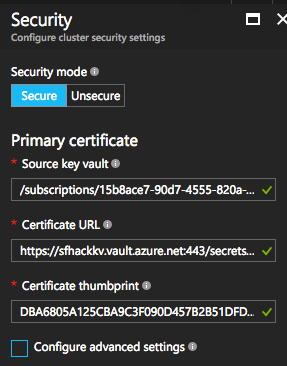 Security
Configure cluster security settings
Security mode
Secure Unsecure
Primary certificate
* Source key vault
/subscriptions/15b8ace7-90d7-4555-820a-...
* Certificate URL
https://sfhackkv.vault.azure.net:443/secrets...
* Certificate thumbprint
DBA6805A125CBA9C3F090D457B2B51DFD...
Configure advanced settings